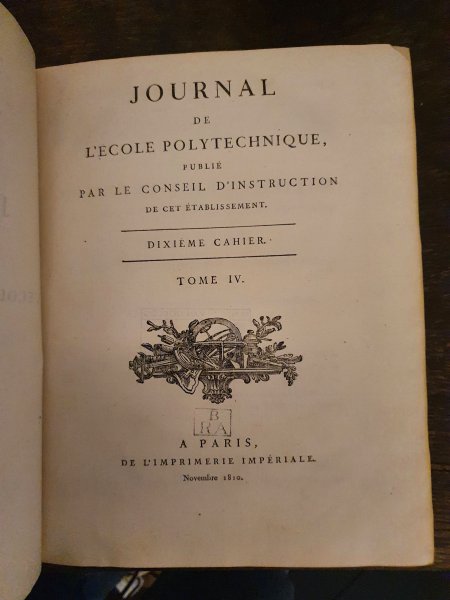 JOURNAL
DE
L'ECOLE POLYTECHNIQUE,
PUBLIÉ
PAR LE CONSEIL D'INSTRUCTION
DE CET ÉTABLISSEMENT.
DIXIÈME CAHIER.
TOME IV.
B
RA
A PARIS,
DE L'IMPRIMERIE IMPÉRIALE.
Novembre 1810.